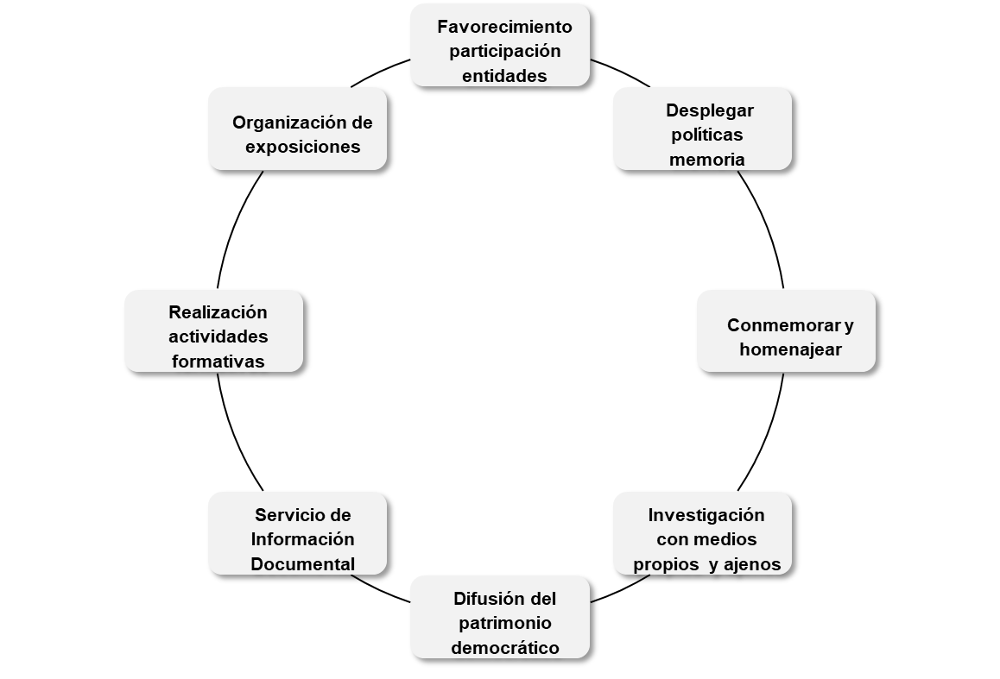 Favorecimiento
participación
entidades
Desplegar
políticas
memoria
Conmemorar y
homenajear
Investigación
con medios
propios y ajenos
Difusión del
patrimonio
democrático
Servicio de
Información
Documental
Realización
actividades
formativas
Organización de
exposiciones